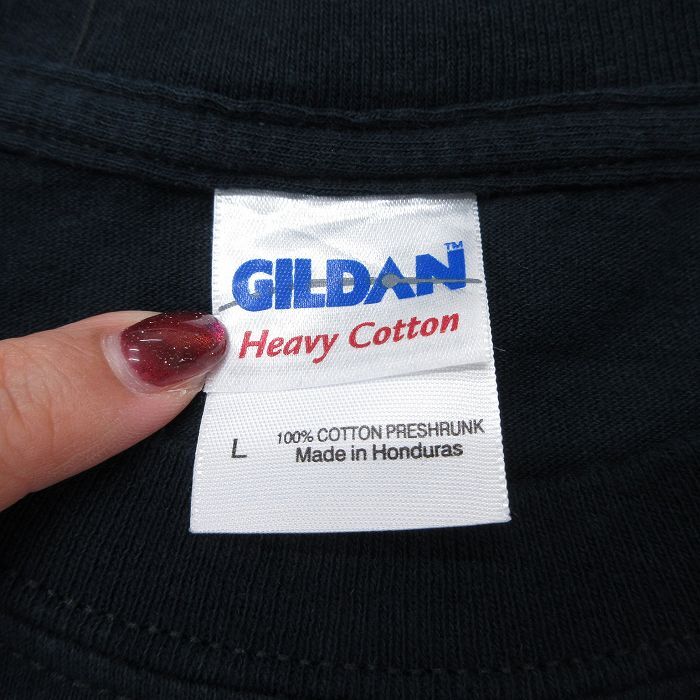 GILDAN™
Heavy Cotton
L
100% COTTON PRESHRUNK
Made in Honduras